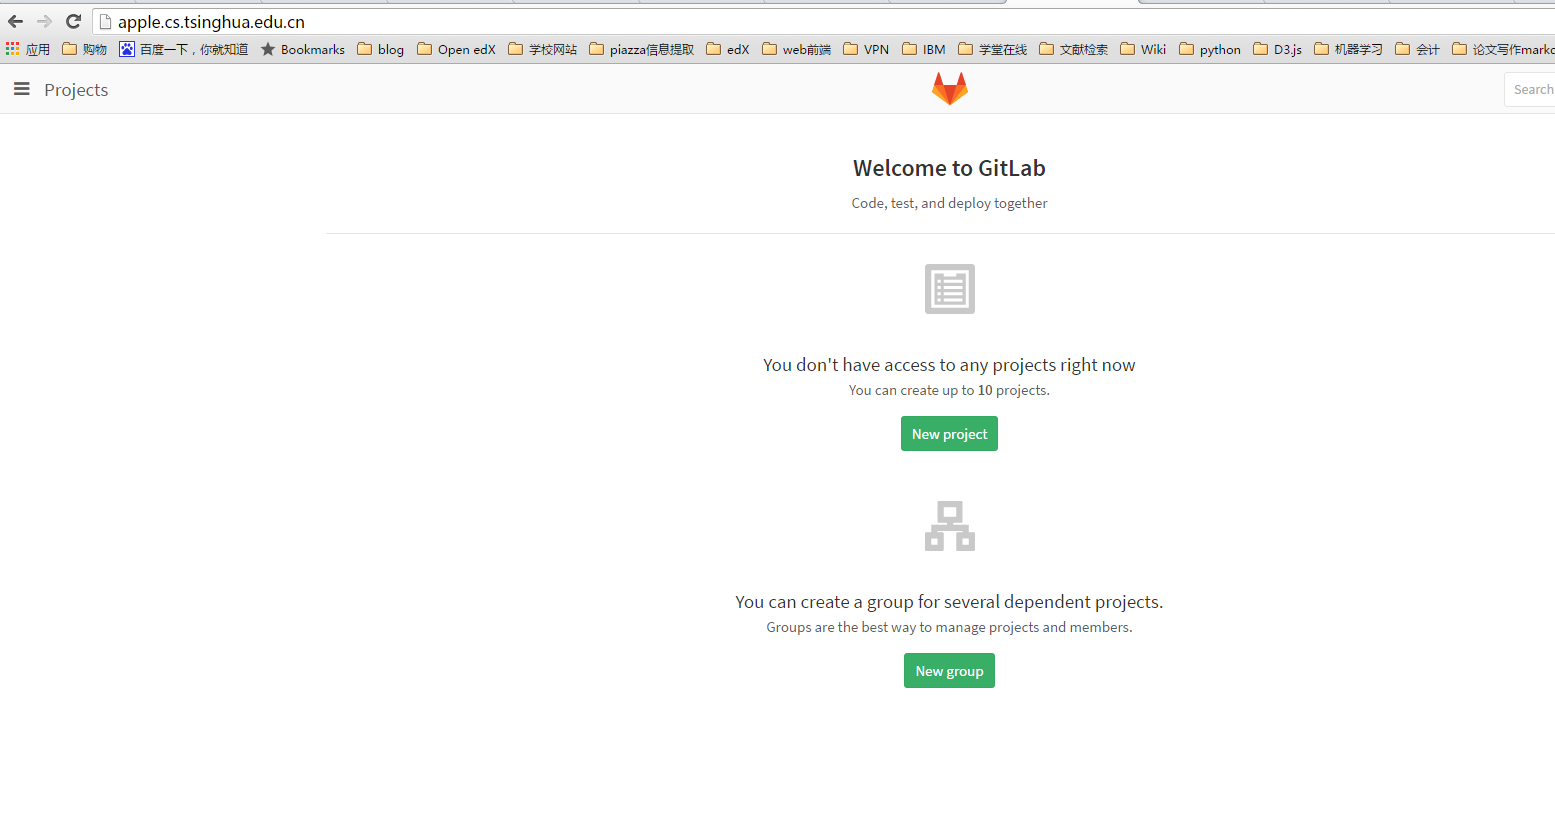 apple.cs.tsinghua.edu.cn
应用 购物 百度一下，你就知道 Bookmarks blog Open edX 学校网站 piazza信息提取 edX web前端 VPN IBM 学堂在线 文献检索 Wiki python D3.js 机器学习 会计 论文写作markd
Projects Search
Welcome to GitLab
Code, test, and deploy together
You don't have access to any projects right now
You can create up to 10 projects.
New project
You can create a group for several dependent projects.
Groups are the best way to manage projects and members.
New group